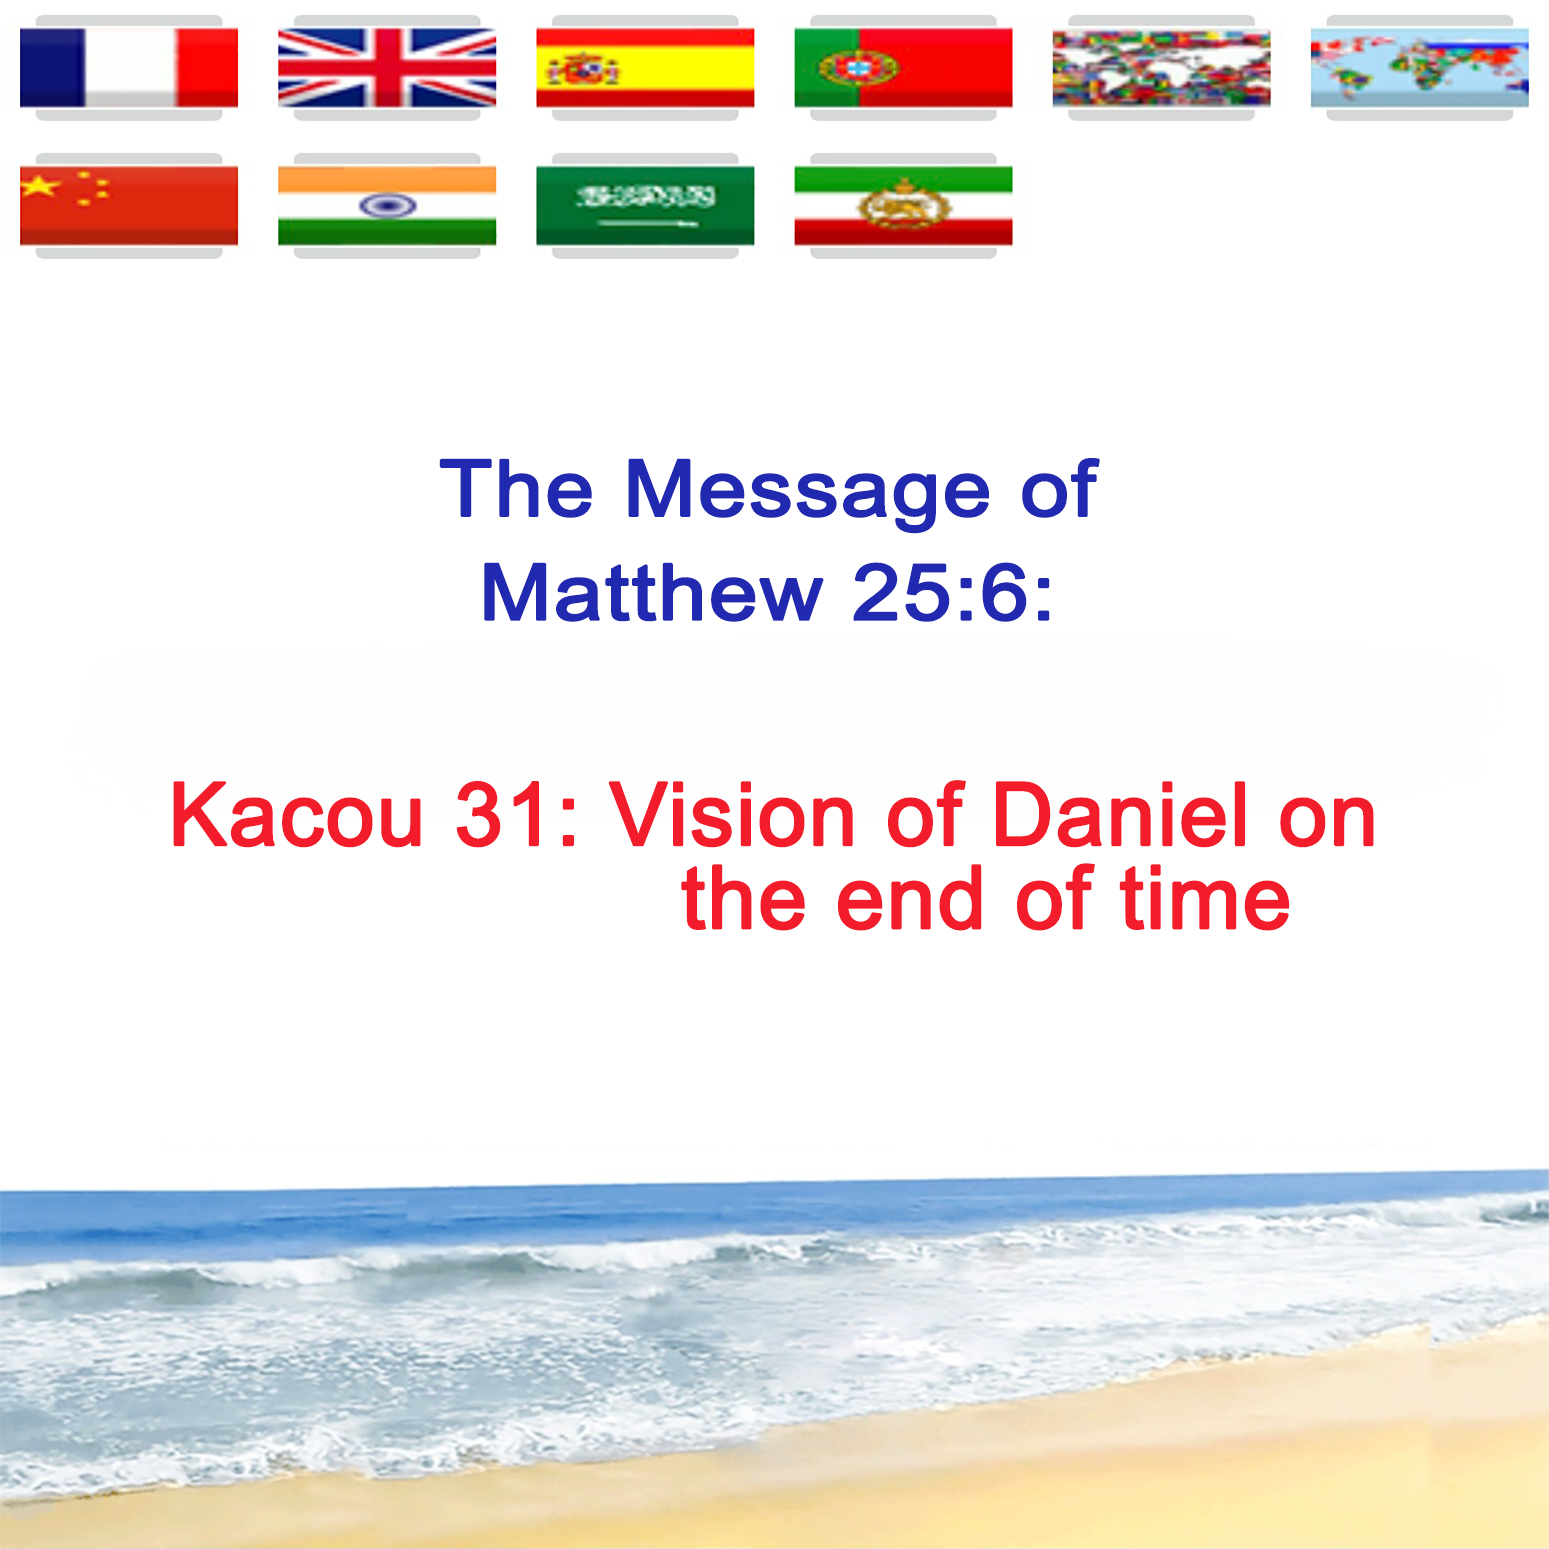 The Message of
Matthew 25:6:
Kacou 31: Vision of Daniel on
the end of time